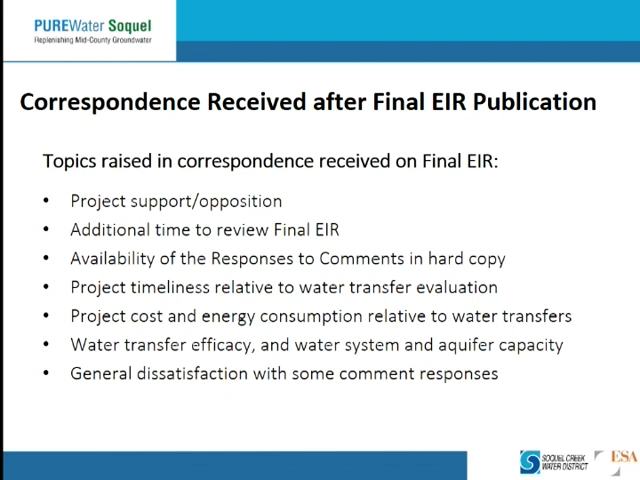 PUREWater Soquel
Replenishing Mid-County Groundwater
Correspondence Received after Final EIR Publication
Topics raised in correspondence received on Final EIR:
• Project support/opposition
• Additional time to review Final EIR
• Availability of the Responses to Comments in hard copy
• Project timeliness relative to water transfer evaluation
• Project cost and energy consumption relative to water transfers
• Water transfer efficacy, and water system and aquifer capacity
• General dissatisfaction with some comment responses
SOQUEL CREEK
WATER DISTRICT
ESA